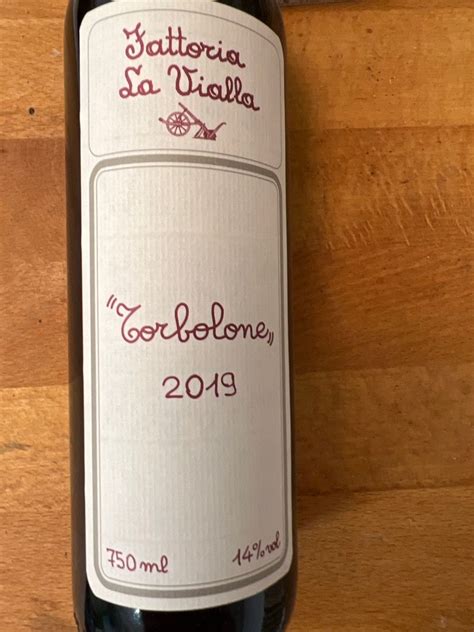 Fattoria
La Vialla
"Torbolone„
2019
750 ml
14% vol